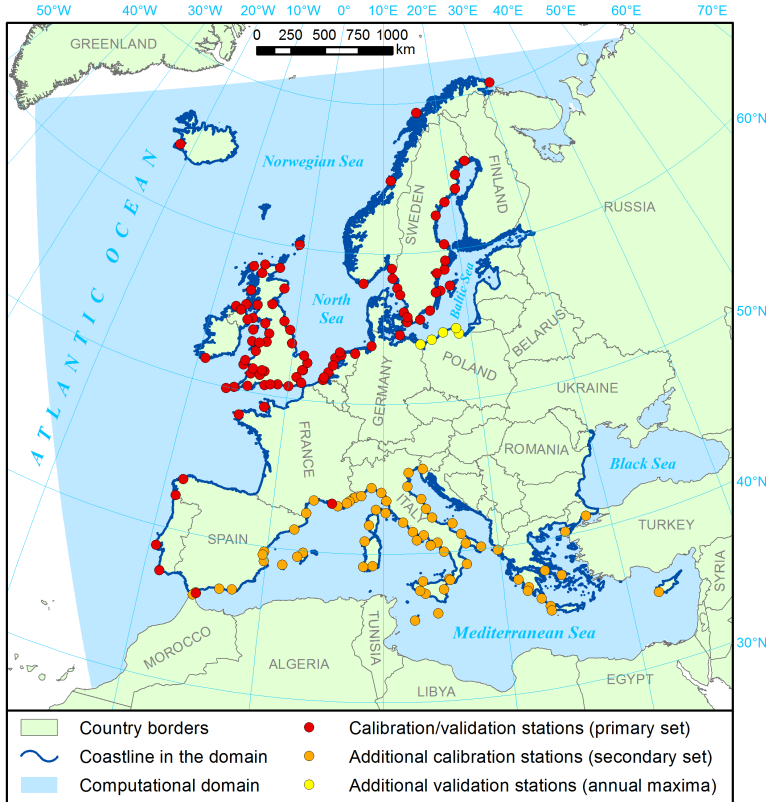 50°W 40°W 30°W 20°W 10°W 0° 10°E 20°E 30°E 40°E 50°E 60°E 70°E
GREENLAND
0 250 500 750 1000
km
60°N
Norwegian Sea
ATLANTIC OCEAN
SWEDEN
FINLAND
RUSSIA
North
Sea
Baltic Sea
50°N
BELARUS
POLAND
GERMANY
UKRAINE
FRANCE
ROMANIA
Black Sea
40°N
ITALY
SPAIN
TURKEY
SYRIA
Mediterranean Sea
30°N
MOROCCO
ALGERIA
TUNISIA
LIBYA
EGYPT
Country borders
Coastline in the domain
Computational domain
Calibration/validation stations (primary set)
Additional calibration stations (secondary set)
Additional validation stations (annual maxima)